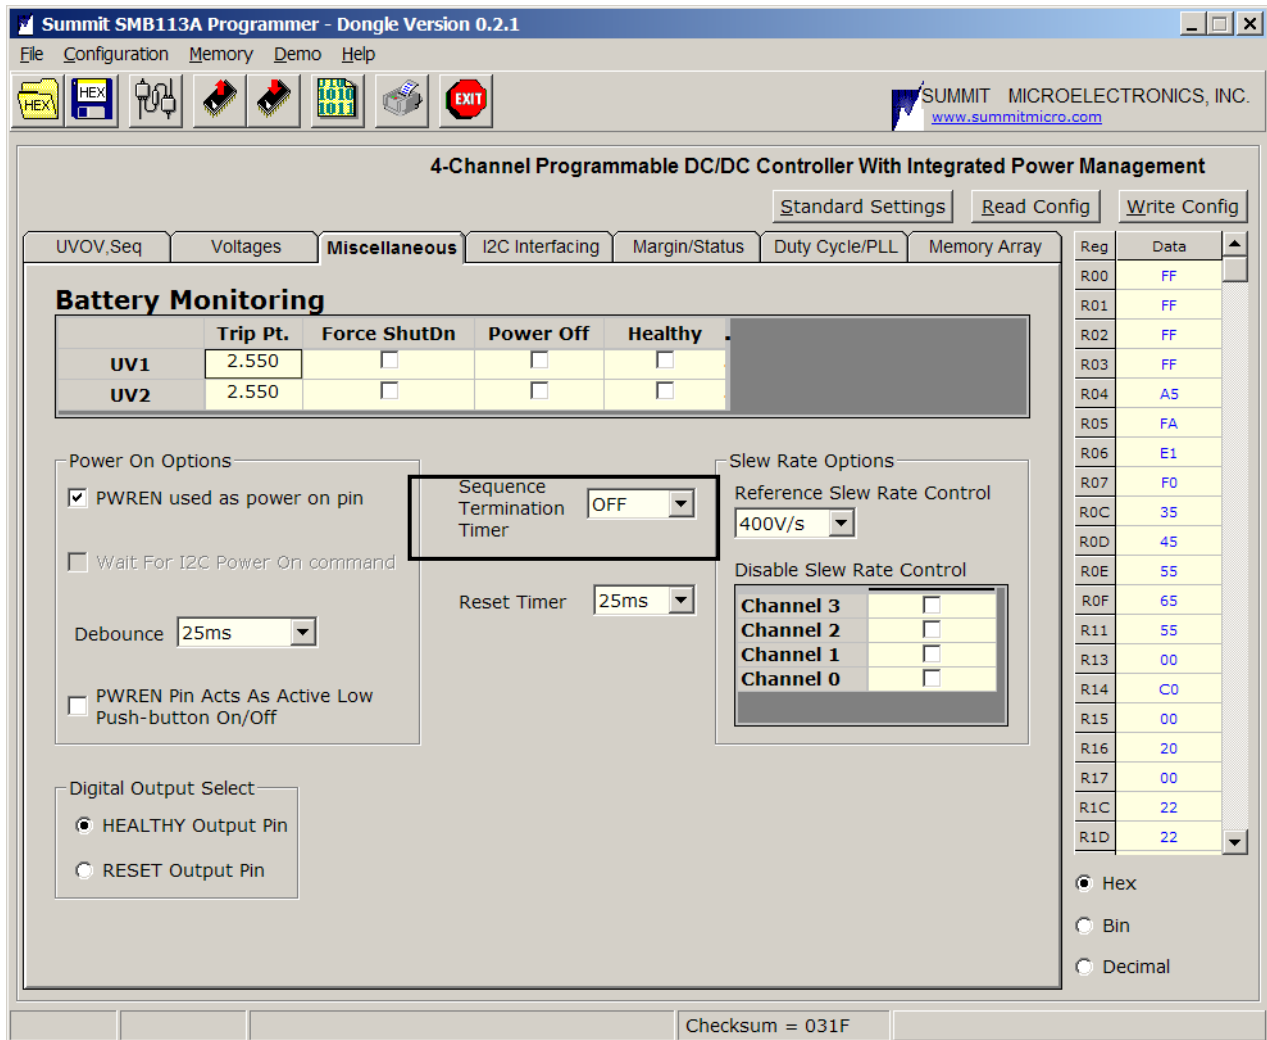 Summit SMB113A Programmer - Dongle Version 0.2.1
File Configuration Memory Demo Help
HEX HEX 1010 1011 EXIT
SUMMIT MICROELECTRONICS, INC.
www.summitmicro.com
4-Channel Programmable DC/DC Controller With Integrated Power Management
Standard Settings Read Config Write Config
UVOV,Seq Voltages Miscellaneous I2C Interfacing Margin/Status Duty Cycle/PLL Memory Array
Battery Monitoring
Trip Pt. Force ShutDn Power Off Healthy
UV1 2.550
UV2 2.550
Power On Options
PWREN used as power on pin
Wait For I2C Power On command
Debounce 25ms
PWREN Pin Acts As Active Low
Push-button On/Off
Sequence
Termination
Timer
OFF
Reset Timer 25ms
Slew Rate Options
Reference Slew Rate Control
400V/s
Disable Slew Rate Control
Channel 3
Channel 2
Channel 1
Channel 0
Digital Output Select
HEALTHY Output Pin
RESET Output Pin
Reg Data
R00 FF
R01 FF
R02 FF
R03 FF
R04 A5
R05 FA
R06 E1
R07 F0
R0C 35
R0D 45
R0E 55
R0F 65
R11 55
R13 00
R14 C0
R15 00
R16 20
R17 00
R1C 22
R1D 22
Hex
Bin
Decimal
Checksum = 031F